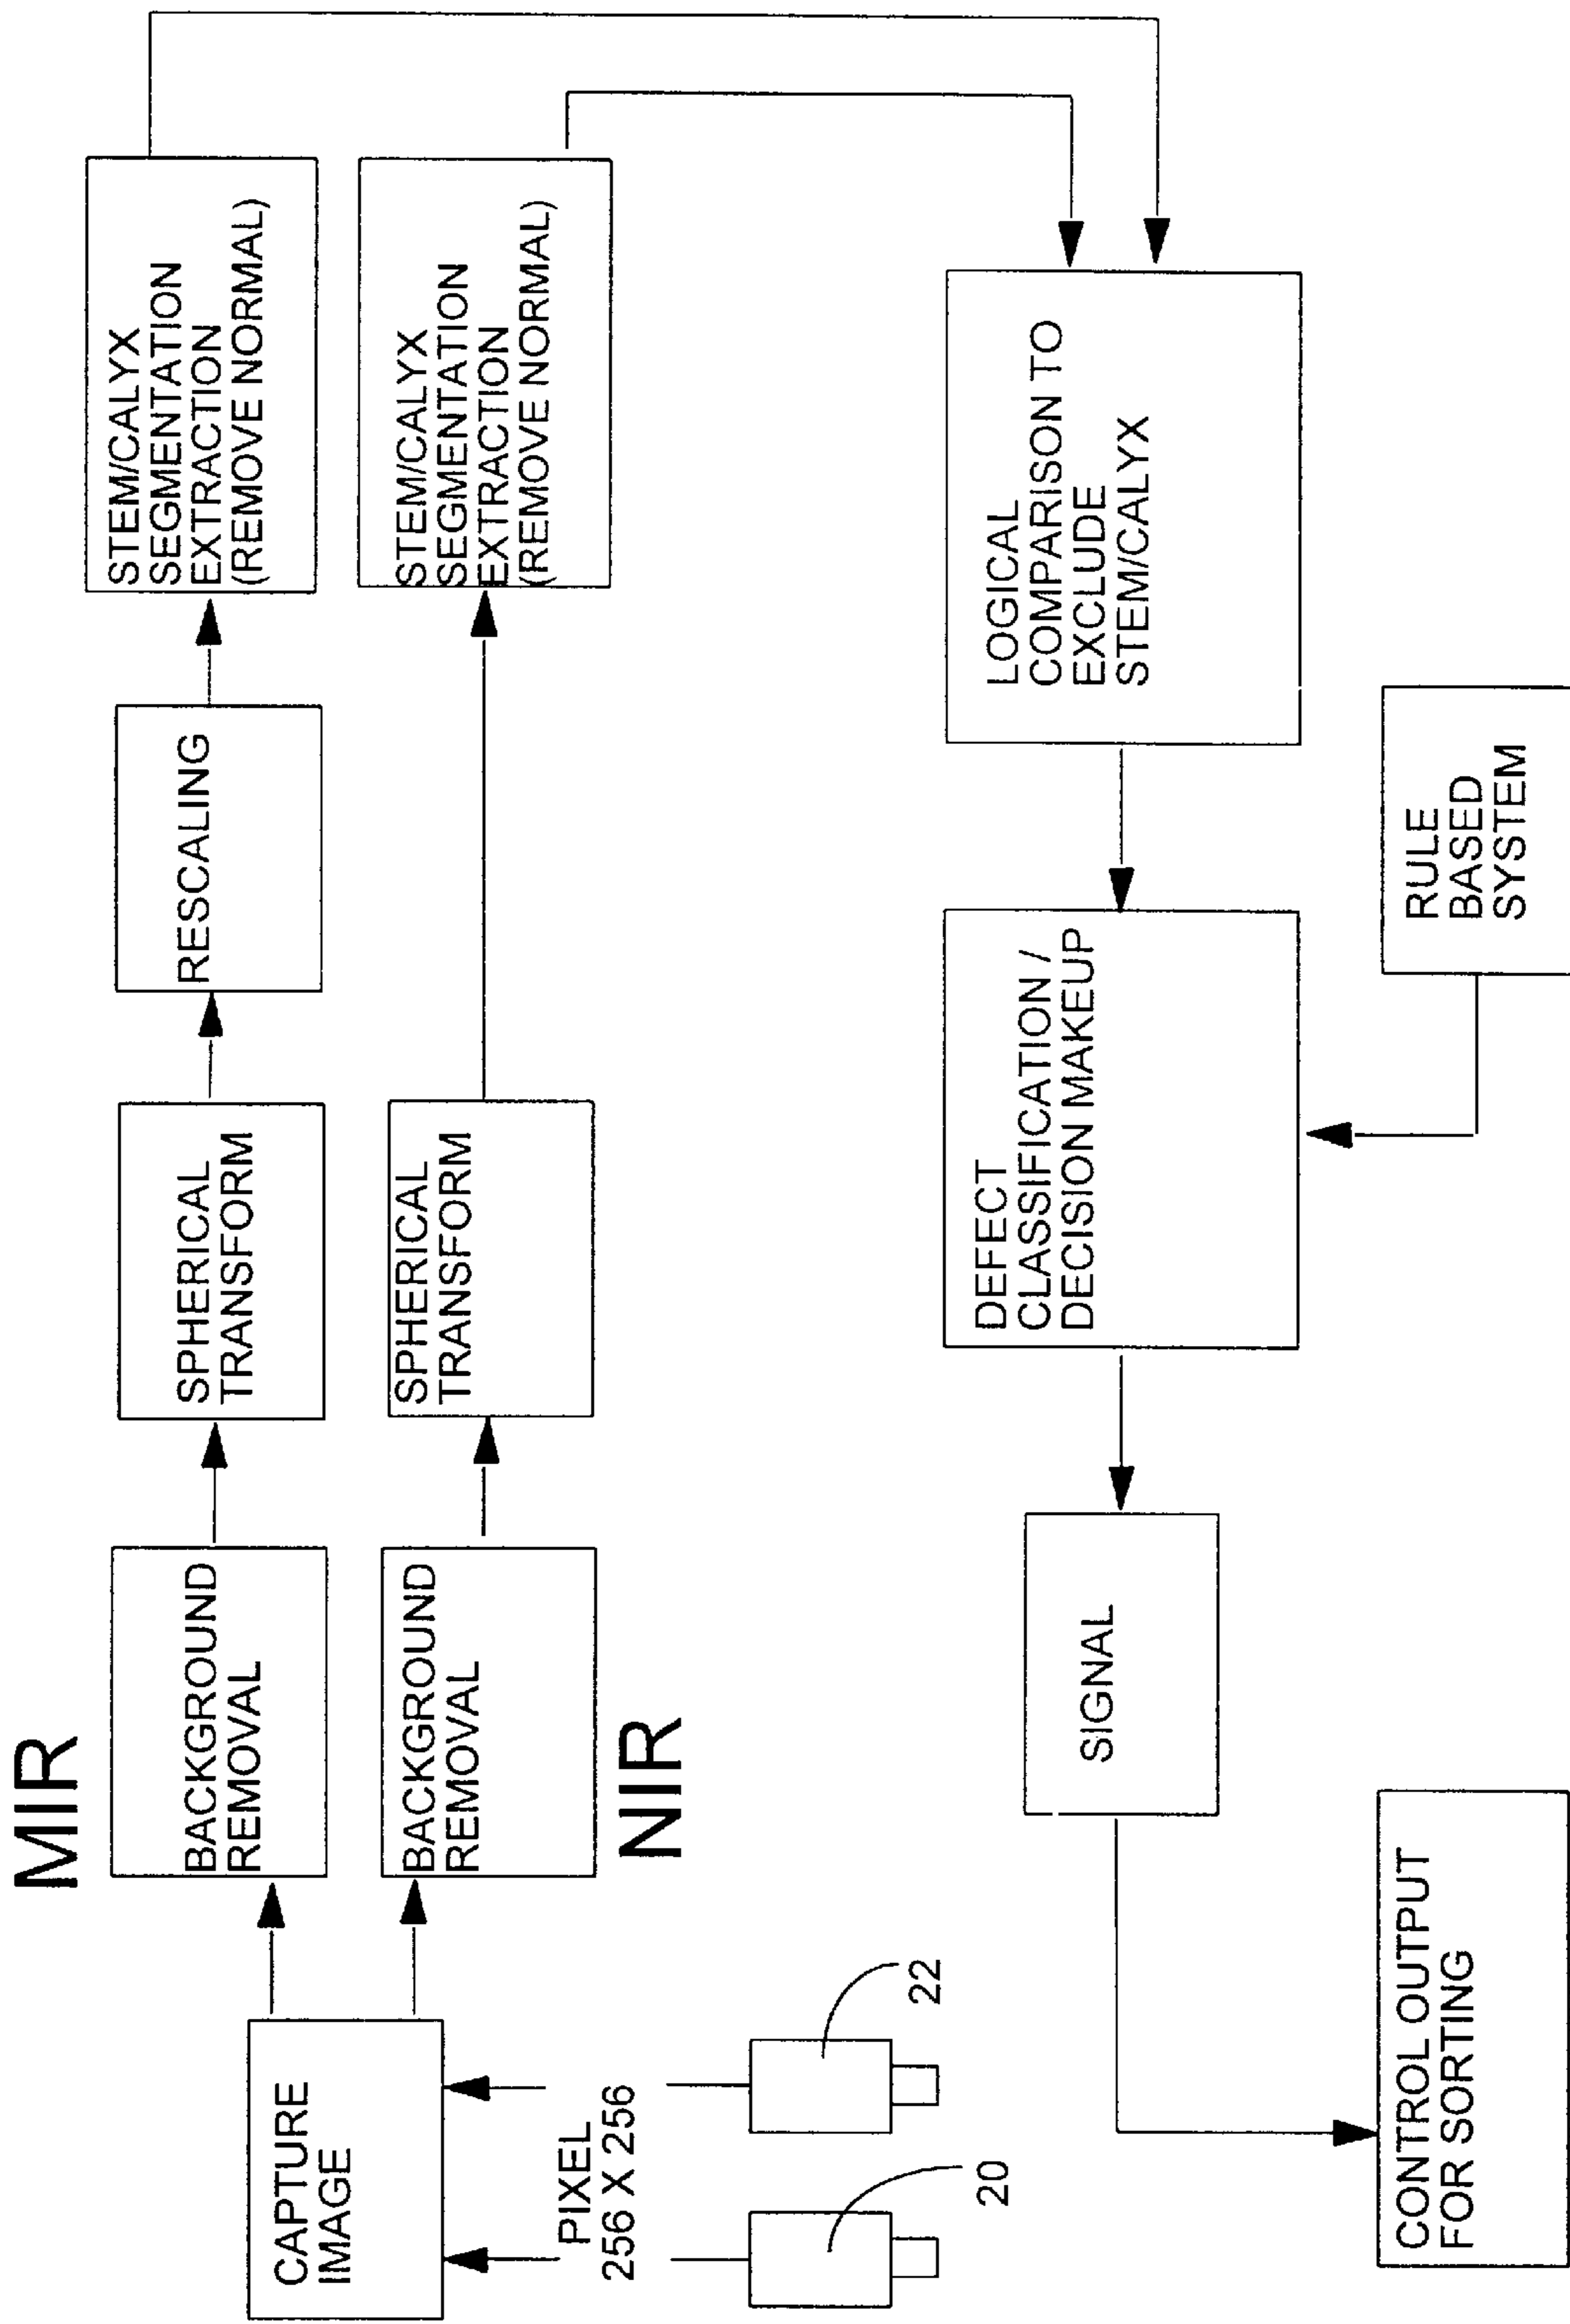 MIR
CAPTURE
IMAGE
BACKGROUND
REMOVAL
SPHERICAL
TRANSFORM
RESCALING
STEM/CALYX
SEGMENTATION
EXTRACTION
(REMOVE NORMAL)
BACKGROUND
REMOVAL
SPHERICAL
TRANSFORM
STEM/CALYX
SEGMENTATION
EXTRACTION
(REMOVE NORMAL)
NIR
PIXEL
256 X 256
20
22
LOGICAL
COMPARISON TO
EXCLUDE
STEM/CALYX
DEFECT
CLASSIFICATION /
DECISION MAKEUP
RULE
BASED
SYSTEM
SIGNAL
CONTROL OUTPUT
FOR SORTING